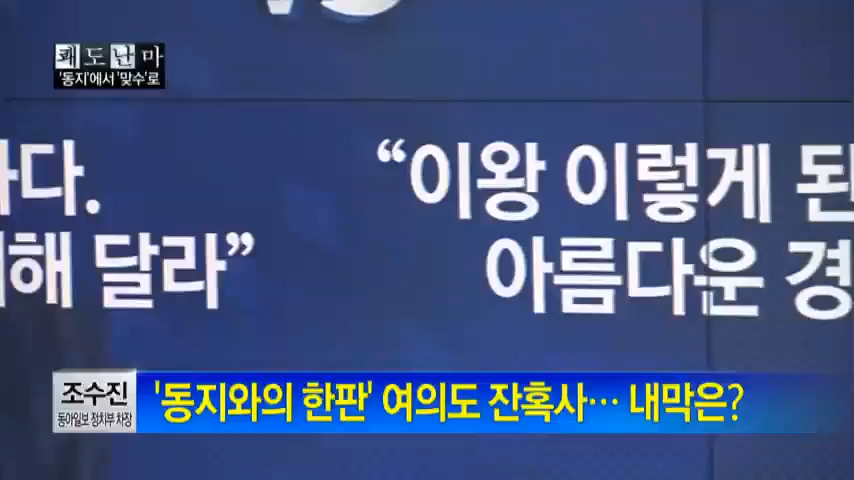 쾌도난마
'동지'에서 '맞수'로
다.
해 달라”
“이왕 이렇게 된
아름다운 경
조수진
동아일보 정치부 차장
'동지와의 한판' 여의도 잔혹사… 내막은?